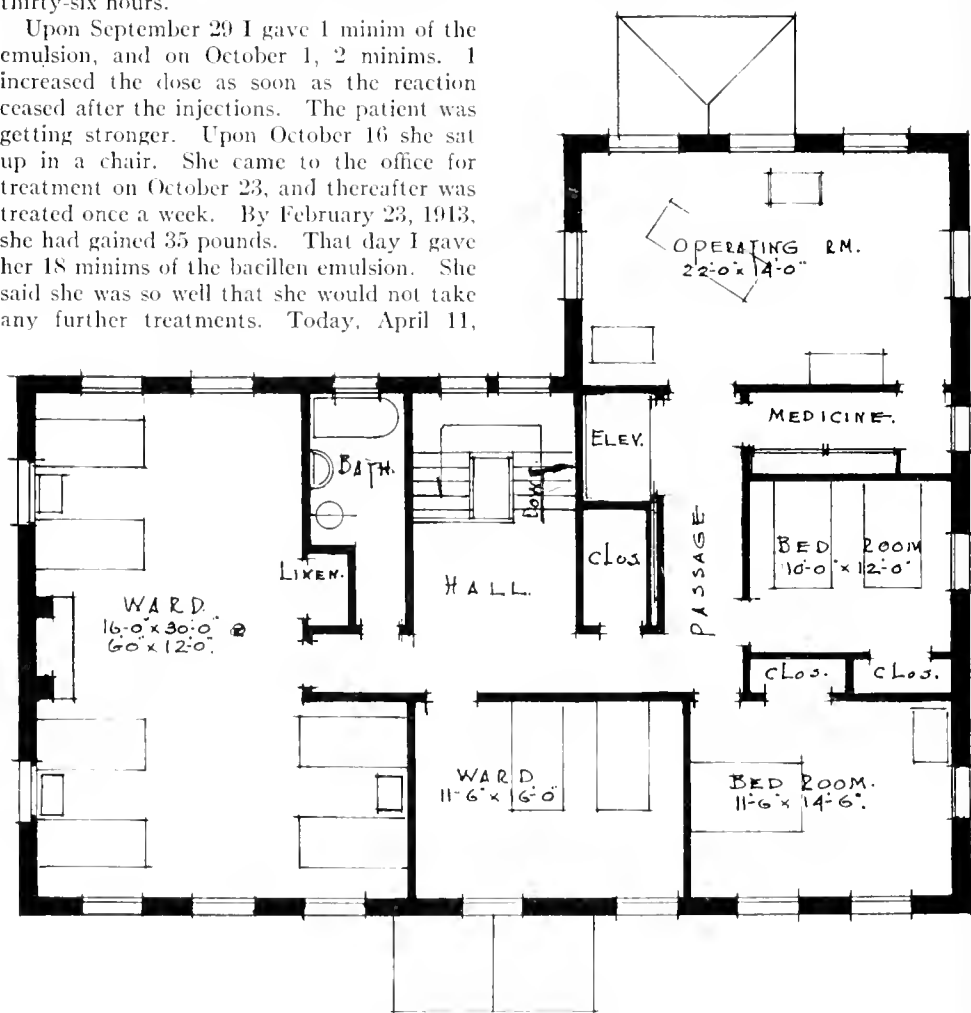 thirty-six hours.
Upon September 29 I gave 1 minim of the
emulsion, and on October 1, 2 minims. I
increased the dose as soon as the reaction
ceased after the injections. The patient was
getting stronger. Upon October 16 she sat
up in a chair. She came to the office for
treatment on October 23, and thereafter was
treated once a week. By February 23, 1913,
she had gained 35 pounds. That day I gave
her 18 minims of the bacillen emulsion. She
said she was so well that she would not take
any further treatments. Today, April 11,
OPERATING RM.
22'-0" x 14'-0"
MEDICINE.
ELEV.
BATH.
DOWN
CLOS
PASSAGE
BED ROOM
10'-0" x 12'-0"
LINEN.
HALL.
WARD.
16'-0" x 30'-0" @
6'0" x 12'-0".
CLOS.
CLOS.
WARD
11'-6" x 16'-0"
BED ROOM.
11'-6" x 14'-6".